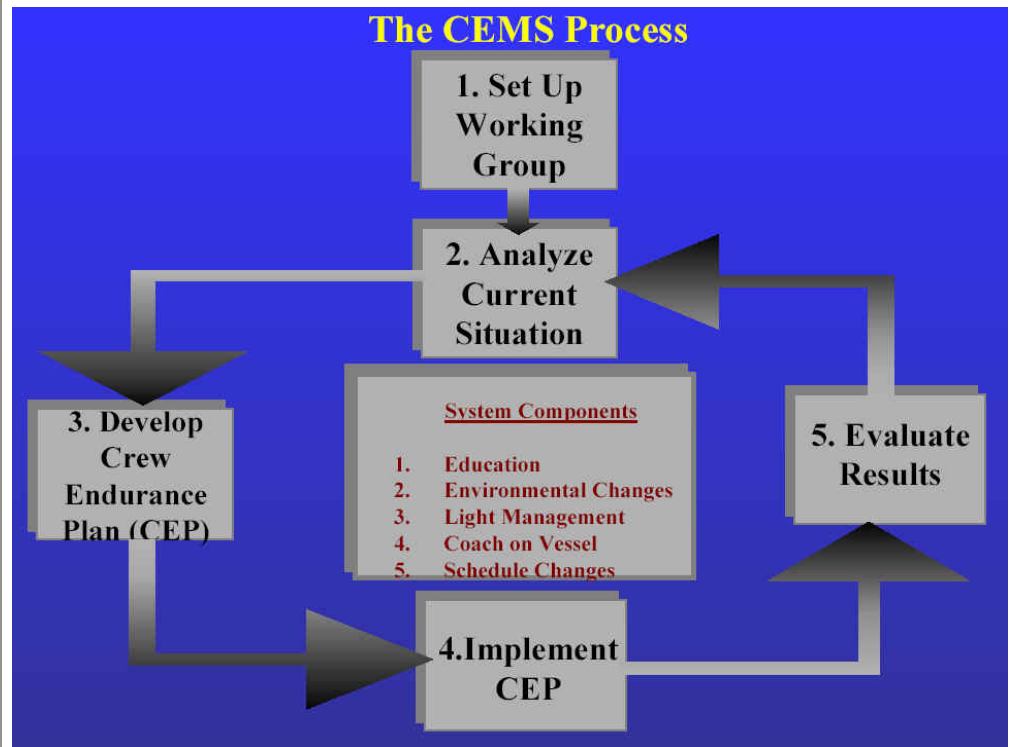 The CEMS Process
1. Set Up
Working
Group
2. Analyze
Current
Situation
3. Develop
Crew
Endurance
Plan (CEP)
System Components
1. Education
2. Environmental Changes
3. Light Management
4. Coach on Vessel
5. Schedule Changes
4.Implement
CEP
5. Evaluate
Results